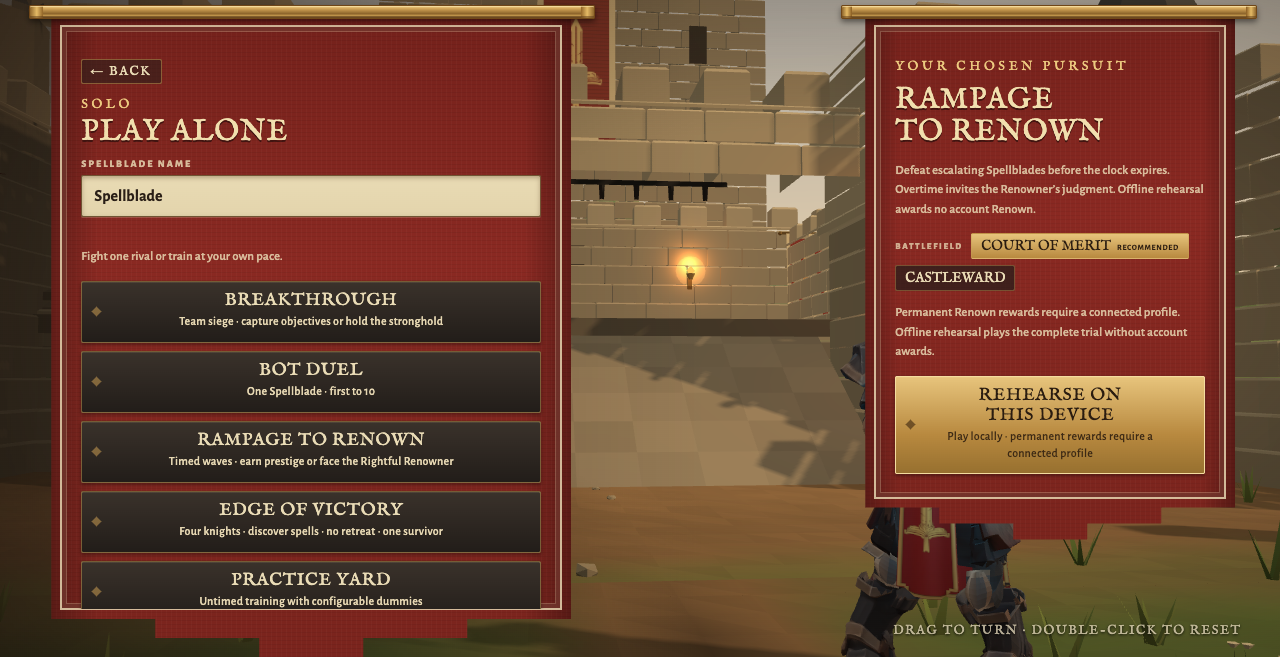 ← BACK
SOLO
PLAY ALONE
SPELLBLADE NAME
Spellblade
Fight one rival or train at your own pace.
BREAKTHROUGH
Team siege · capture objectives or hold the stronghold
BOT DUEL
One Spellblade · first to 10
RAMPAGE TO RENOWN
Timed waves · earn prestige or face the Rightful Renowner
EDGE OF VICTORY
Four knights · discover spells · no retreat · one survivor
PRACTICE YARD
Untimed training with configurable dummies
YOUR CHOSEN PURSUIT
RAMPAGE
TO RENOWN
Defeat escalating Spellblades before the clock expires.
Overtime invites the Renowner's judgment. Offline rehearsal
awards no account Renown.
BATTLEFIELD COURT OF MERIT RECOMMENDED
CASTLEWARD
Permanent Renown rewards require a connected profile.
Offline rehearsal plays the complete trial without account
awards.
REHEARSE ON
THIS DEVICE
Play locally · permanent rewards require a
connected profile
DRAG TO TURN · DOUBLE-CLICK TO RESET